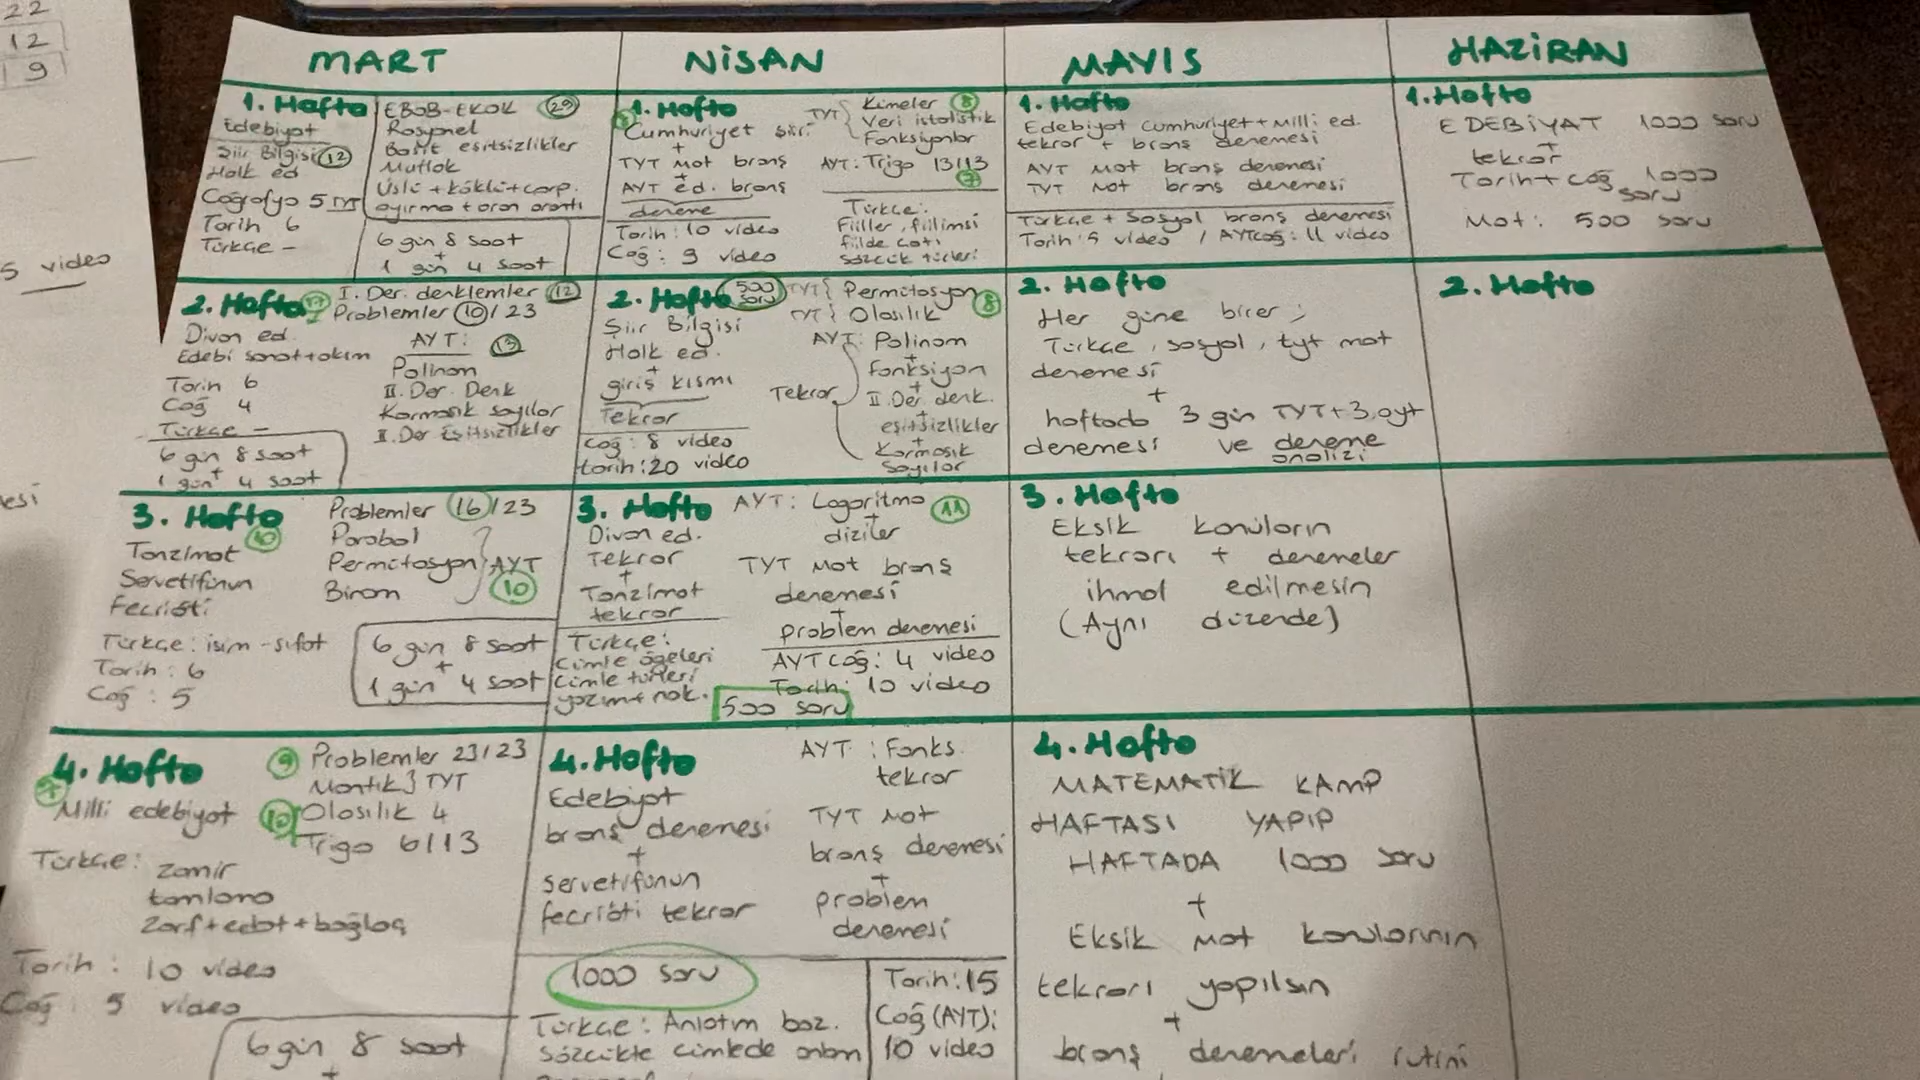 22
12
19
5 video
MART
NİSAN
MAYIS
HAZİRAN
1. Hafta
Edebiyat
Şiir Bilgisi 12
Halk ed
Coğrafya 5 TYT
Tarih 6
Türkçe -
EBOB-EKOK 29
Rasyonel
Basit eşitsizlikler
Mutlak
Üslü + köklü + çarp.
ayırma + oran orantı
6 gün 8 saat
+
1 gün 4 saat
1. Hafta
Cumhuriyet şiiri
+
TYT Mat branş
+
AYT ed. branş
deneme
Tarih: 10 video
Coğ: 9 video
TYT { Kümeler 8
Veri istatistik
Fonksiyonlar
AYT: Trigo 13/13
7
Türkçe:
Fiiller, fiilimsi
fiilde çatı
sözcük türleri
1. Hafta
Edebiyat Cumhuriyet + Milli ed.
tekrar + branş denemesi
AYT Mat branş denemesi
TYT Mat branş denemesi
Türkçe + Sosyal branş denemesi
Tarih: 5 video / AYT coğ: 11 video
1. Hafta
EDEBİYAT 1000 soru
+
tekrar
Tarih + coğ 1000
soru
Mat: 500 soru
2. Hafta
Divan ed.
Edebi sanat + akım
Tarih 6
Coğ 4
Türkçe -
6 gün 8 saat
+
1 gün 4 saat
I. Der. denklemler 12
Problemler 10/23
AYT: 13
Polinom
II. Der. Denk
Karmaşık sayılar
II. Der Eşitsizlikler
2. Hafta 500 soru
Şiir Bilgisi
Halk ed.
+
giriş kısmı
Tekrar
Coğ: 8 video
tarih: 20 video
TYT { Permütasyon
TYT { Olasılık 8
AYT: Polinom
+
fonksiyon
+
Tekrar II. Der. denk.
+
eşitsizlikler
+
Karmaşık
Sayılar
2. Hafta
Her güne birer;
Türkçe, sosyal, tyt mat
denemesi
+
haftada 3 gün TYT + 3 ayt
denemesi ve deneme
analizi
2. Hafta
3. Hafta
10
Tanzimat
Servetifünun
Fecriati
Türkçe: isim - sıfat
Tarih: 6
Coğ: 5
Problemler 16/23
Parabol
Permütasyon } AYT
Binom 10
6 gün 8 saat
+
1 gün 4 saat
3. Hafta
Divan ed.
Tekrar
+
Tanzimat
tekrar
Türkçe:
Cümle ögeleri
Cümle türleri
yazım + nok.
AYT: Logaritma 11
+
diziler
TYT Mat branş
denemesi
+
problem denemesi
AYT coğ: 4 video
Tarih: 10 video
500 soru
3. Hafta
Eksik konuların
tekrarı + denemeler
ihmal edilmesin
(Aynı düzende)
4. Hafta
7
Milli edebiyat
Türkçe: zamir
tamlama
Zarf + edat + bağlaç
Tarih: 10 video
Coğ: 5 video
9 Problemler 23/23
Mantık } TYT
Olasılık 4
Trigo 6/13
6 gün 8 saat
+
4. Hafta
Edebiyat
branş denemesi
+
servetifünun
fecriati tekrar
1000 soru
Türkçe: Anlatım boz.
sözcükte cümlede anlam
AYT: Fonks.
tekrar
TYT Mat
branş denemesi
+
problem
denemesi
Tarih: 15
Coğ (AYT):
10 video
4. Hafta
MATEMATİK KAMP
HAFTASI YAPIP
HAFTADA 1000 soru
+
Eksik Mat konularının
tekrarı yapılsın
+
branş denemeleri rutini